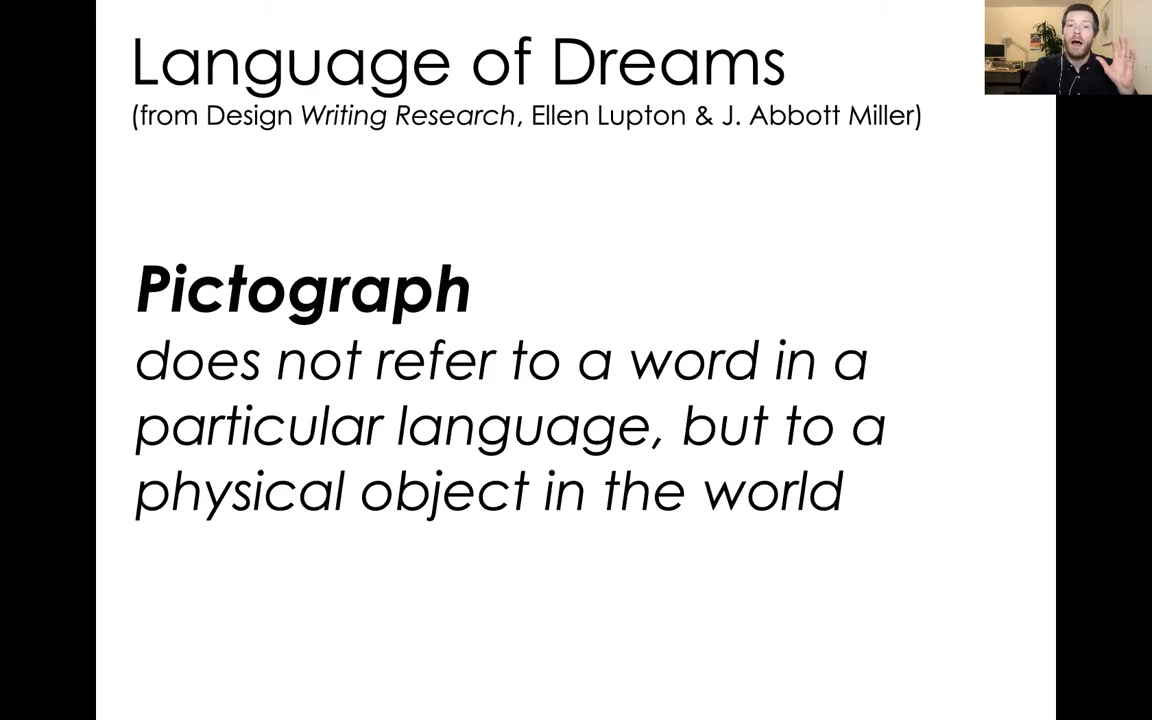 Language of Dreams
(from Design Writing Research, Ellen Lupton & J. Abbott Miller)
Pictograph
does not refer to a word in a
particular language, but to a
physical object in the world